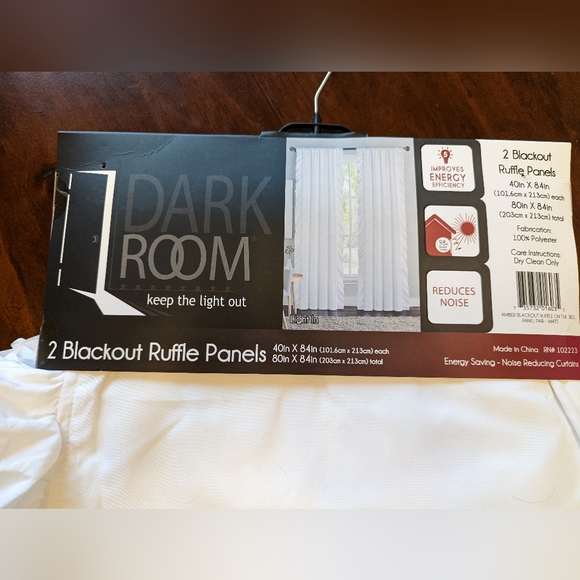 DARK
ROOM
keep the light out
2 Blackout Ruffle Panels
40in X 84in (101.6cm x 213cm) each
80in X 84in (203cm x 213cm) total
IMPROVES
ENERGY
EFFICIENCY
REDUCES
NOISE
2 Blackout
Ruffle Panels
40in X 84in
(101.6cm x 213cm) each
80in X 84in
(203cm x 213cm) total
Fabrication:
100% Polyester
Care Instructions:
Dry Clean Only
PANEL PAIR - WHITE
Made in China RN# 102223
Energy Saving - Noise Reducing Curtains